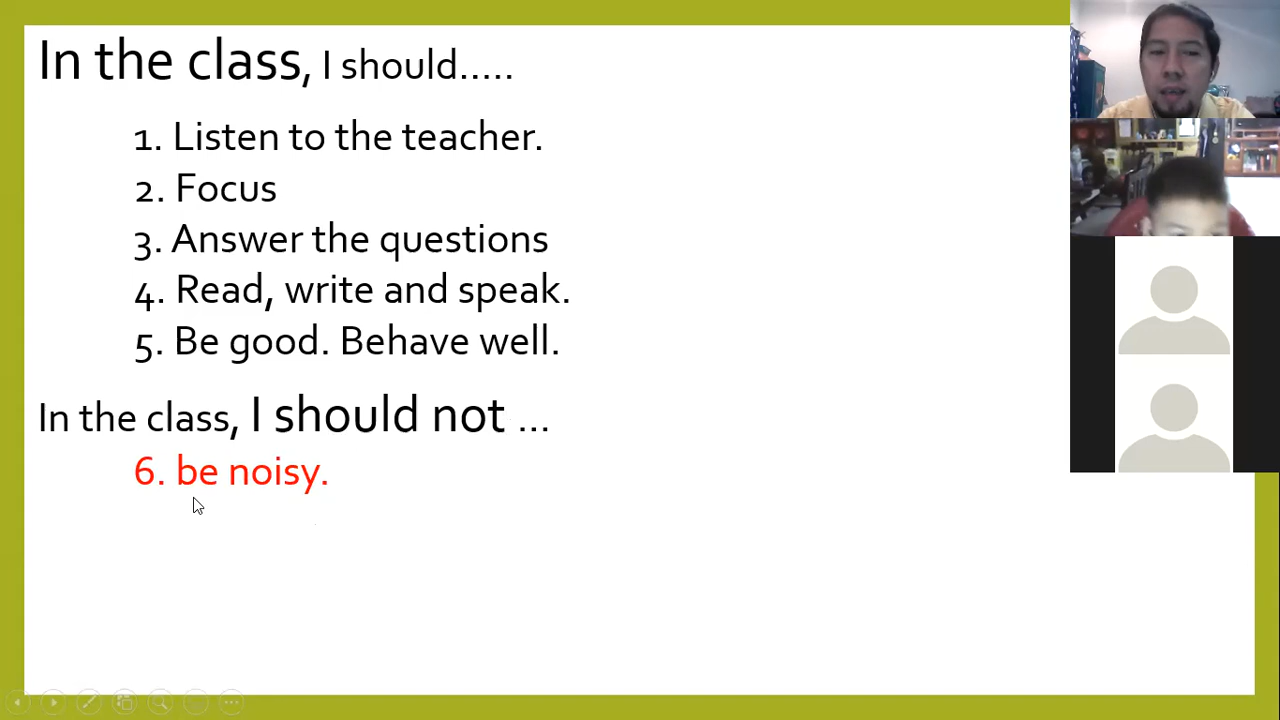 In the class, I should.....
1. Listen to the teacher.
2. Focus
3. Answer the questions
4. Read, write and speak.
5. Be good. Behave well.
In the class, I should not ...
6. be noisy.